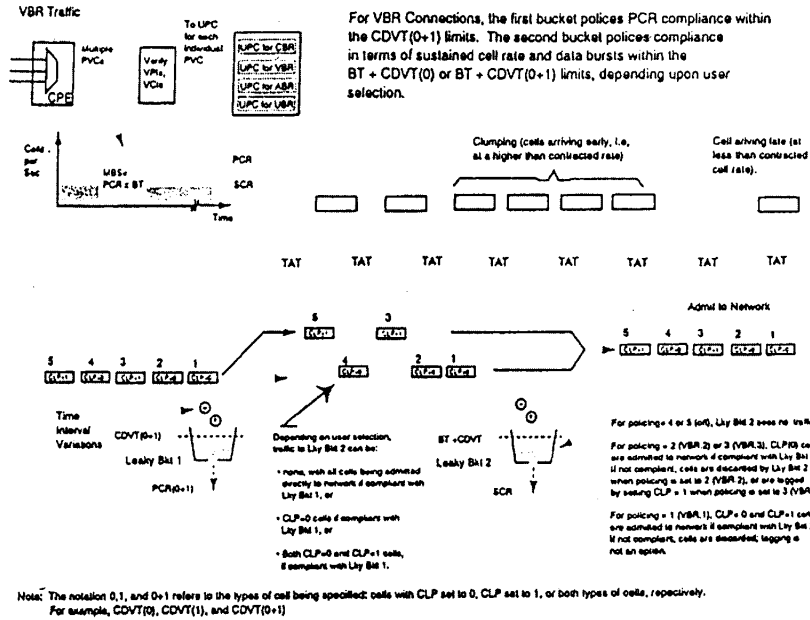 VBR Traffic
Multiple
PVCs
CPE
Verify
VPIs,
VCIs
To UPC
for each
individual
PVC
UPC for CBR
UPC for VBR
UPC for ABR
UPC for UBR
For VBR Connections, the first bucket polices PCR compliance within
the CDVT(0+1) limits. The second bucket polices compliance
in terms of sustained cell rate and data bursts within the
BT + CDVT(0) or BT + CDVT(0+1) limits, depending upon user
selection.
Cells
per
Sec
MBS=
PCR x BT
PCR
SCR
Time
Clumping (cells arriving early, i.e,
at a higher than contracted rate)
Cell arriving late (at
less than contracted
cell rate).
TAT TAT TAT TAT TAT TAT TAT TAT
5 4 3 2 1
CLP=1
5 3
CLP=1
4 2 1
Admit to Network
5 4 3 2 1
Time
Interval
Variations
CDVT(0+1)
Leaky Bkt 1
PCR(0+1)
Depending on user selection,
traffic to Lky Bkt 2 can be:
• none, with all cells being admitted
directly to network if compliant with
Lky Bkt 1, or
• CLP=0 cells if compliant with
Lky Bkt 1, or
• Both CLP=0 and CLP=1 cells,
if compliant with Lky Bkt 1.
BT +CDVT
Leaky Bkt 2
SCR
For policing= 4 or 5 (off), Lky Bkt 2 sees no
For policing = 2 (VBR.2) or 3 (VBR.3), CLP(0)
are admitted to network if compliant with Lky Bkt
If not compliant, cells are discarded by Lky Bkt 2
when policing is set to 2 (VBR.2), or are tagged
by setting CLP = 1 when policing is set to 3
For policing = 1 (VBR.1), CLP= 0 and CLP=1
are admitted to network if compliant with Lky Bkt
If not compliant, cells are discarded; tagging is
not an option.
Note: The notation 0,1, and 0+1 refers to the types of cell being specified: cells with CLP set to 0, CLP set to 1, or both types of cells, repectively.
For example, CDVT(0), CDVT(1), and CDVT(0+1)